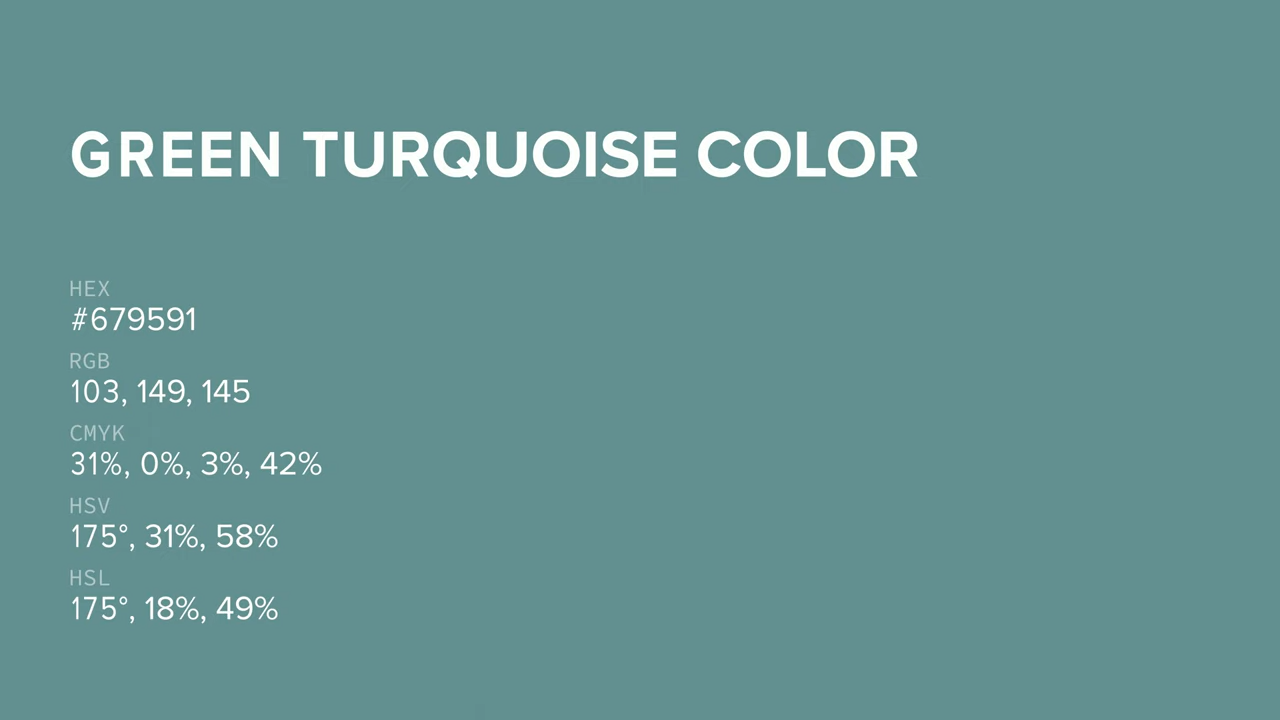 GREEN TURQUOISE COLOR
HEX
#679591
RGB
103, 149, 145
CMYK
31%, 0%, 3%, 42%
HSV
175°, 31%, 58%
HSL
175°, 18%, 49%